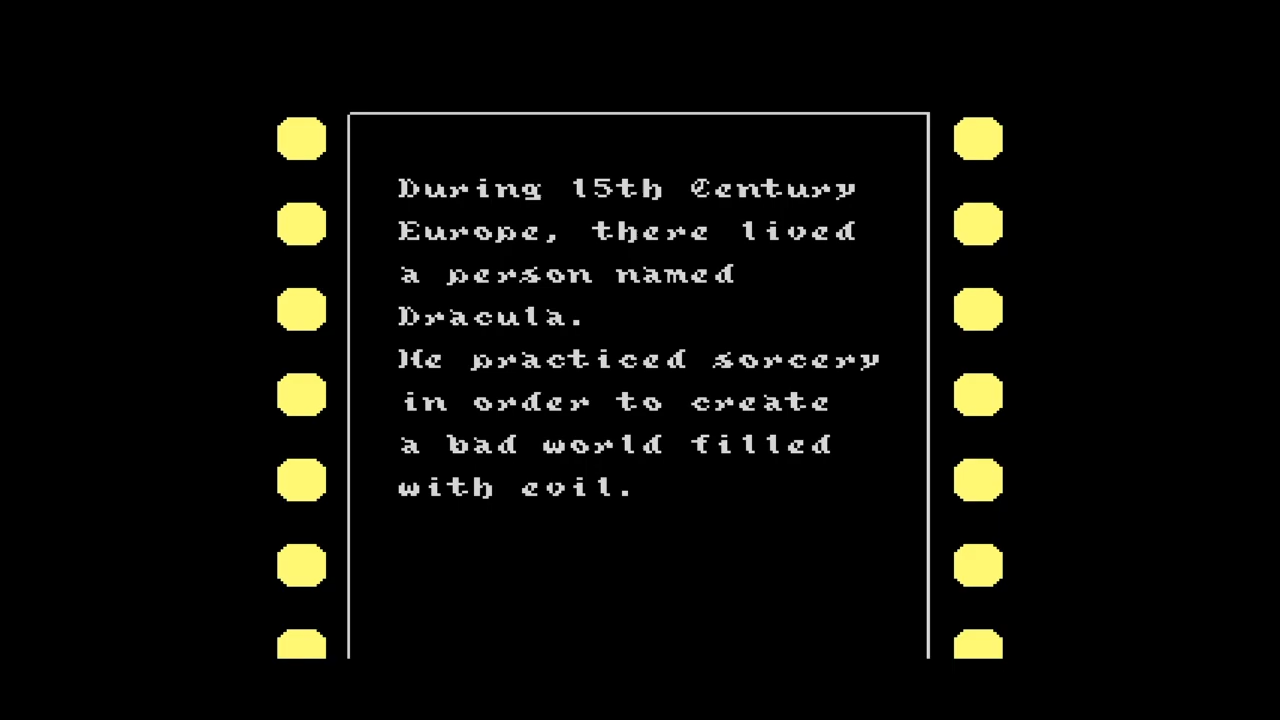 During 15th Century
Europe, there lived
a person named
Dracula.
He practiced sorcery
in order to create
a bad world filled
with evil.